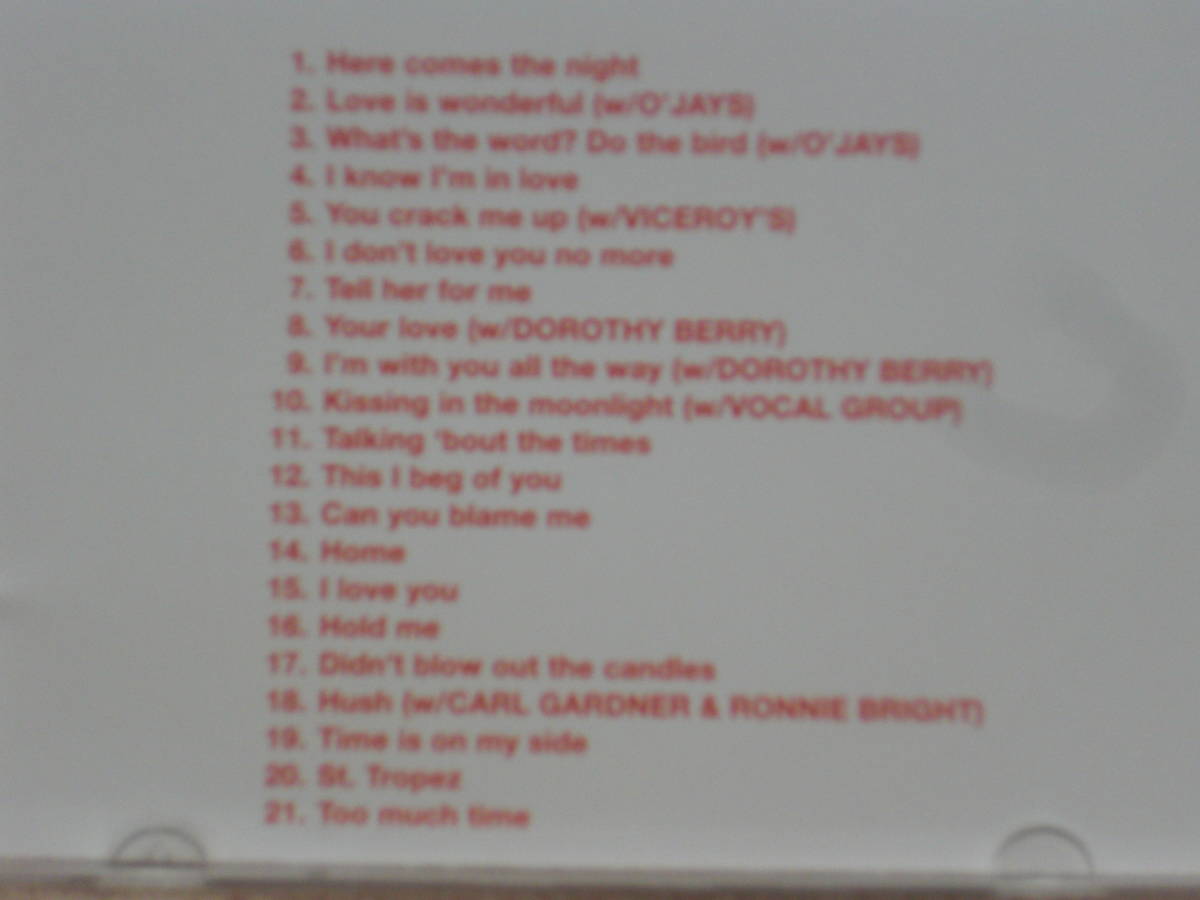 1. Here comes the night
2. Love is wonderful (w/O'JAYS)
3. What's the word? Do the bird (w/O'JAYS)
4. I know I'm in love
5. You crack me up (w/VICEROY'S)
6. I don't love you no more
7. Tell her for me
8. Your love (w/DOROTHY BERRY)
9. I'm with you all the way (w/DOROTHY BERRY)
10. Kissing in the moonlight (w/VOCAL GROUP)
11. Talking 'bout the times
12. This I beg of you
13. Can you blame me
14. Home
15. I love you
16. Hold me
17. Didn't blow out the candles
18. Hush (w/CARL GARDNER & RONNIE BRIGHT)
19. Time is on my side
20. St. Tropez
21. Too much time